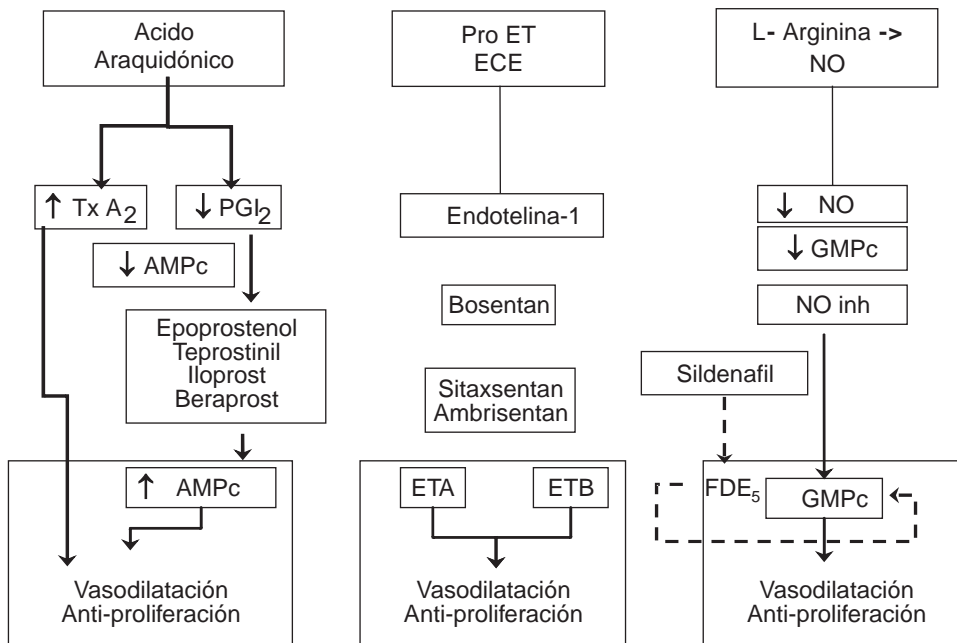 Acido
Araquidónico
↑ Tx A2
↓ PGI2
↓ AMPc
Epoprostenol
Teprostinil
Iloprost
Beraprost
↑ AMPc
Vasodilatación
Anti-proliferación
Pro ET
ECE
Endotelina-1
Bosentan
Sitaxsentan
Ambrisentan
ETA
ETB
Vasodilatación
Anti-proliferación
L- Arginina ->
NO
↓ NO
↓ GMPc
NO inh
Sildenafil
FDE5
GMPc
Vasodilatación
Anti-proliferación